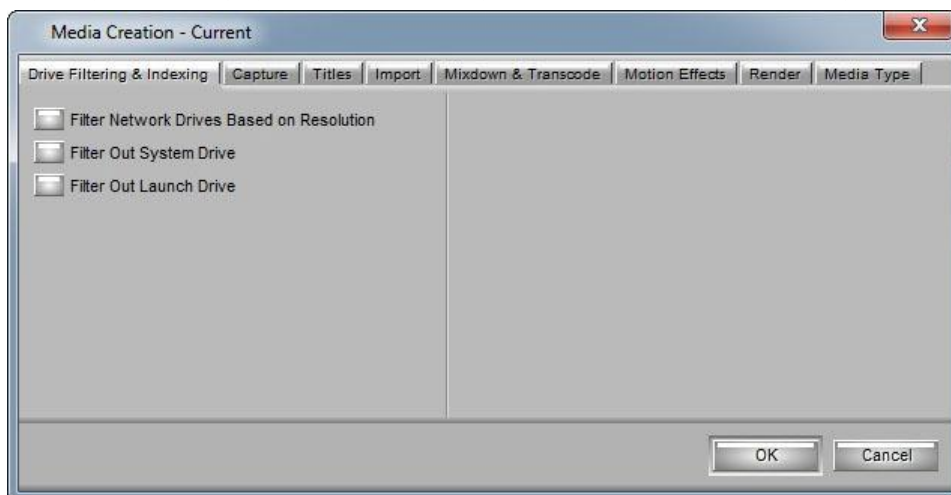 Media Creation - Current
Drive Filtering & Indexing Capture Titles Import Mixdown & Transcode Motion Effects Render Media Type
Filter Network Drives Based on Resolution
Filter Out System Drive
Filter Out Launch Drive
OK Cancel